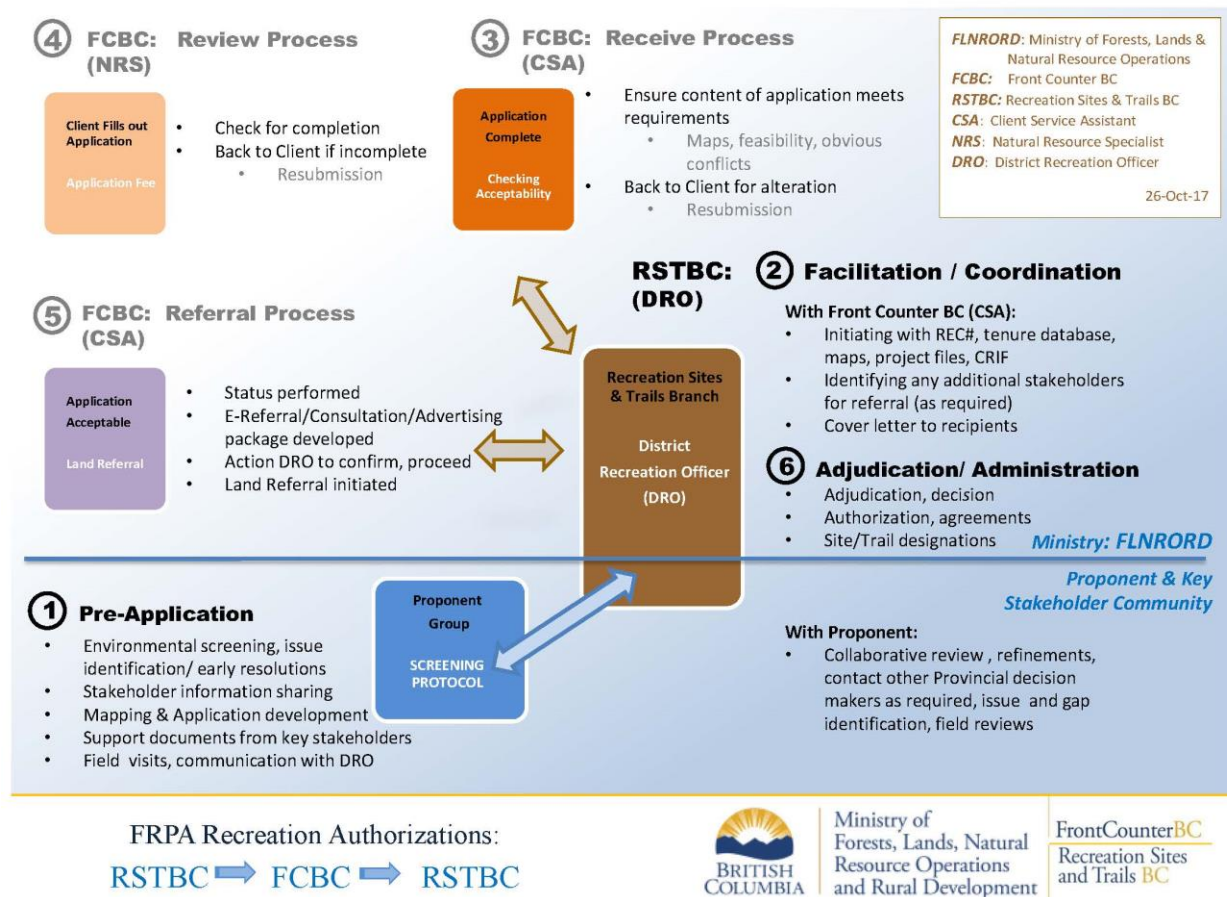 ④ FCBC: Review Process
(NRS)
Client Fills out
Application
Application Fee
• Check for completion
• Back to Client if incomplete
• Resubmission
③ FCBC: Receive Process
(CSA)
Application
Complete
Checking
Acceptability
• Ensure content of application meets
requirements
• Maps, feasibility, obvious
conflicts
• Back to Client for alteration
• Resubmission
FLNRORD: Ministry of Forests, Lands &
Natural Resource Operations
FCBC: Front Counter BC
RSTBC: Recreation Sites & Trails BC
CSA: Client Service Assistant
NRS: Natural Resource Specialist
DRO: District Recreation Officer
26-Oct-17
⑤ FCBC: Referral Process
(CSA)
Application
Acceptable
Land Referral
• Status performed
• E-Referral/Consultation/Advertising
package developed
• Action DRO to confirm, proceed
• Land Referral initiated
RSTBC:
(DRO)
Recreation Sites
& Trails Branch
District
Recreation Officer
(DRO)
② Facilitation / Coordination
With Front Counter BC (CSA):
• Initiating with REC#, tenure database,
maps, project files, CRIF
• Identifying any additional stakeholders
for referral (as required)
• Cover letter to recipients
⑥ Adjudication/ Administration
• Adjudication, decision
• Authorization, agreements
• Site/Trail designations
Ministry: FLNRORD
Proponent & Key
Stakeholder Community
① Pre-Application
• Environmental screening, issue
identification/ early resolutions
• Stakeholder information sharing
• Mapping & Application development
• Support documents from key stakeholders
• Field visits, communication with DRO
Proponent
Group
SCREENING
PROTOCOL
With Proponent:
• Collaborative review , refinements,
contact other Provincial decision
makers as required, issue and gap
identification, field reviews
FRPA Recreation Authorizations:
RSTBC ➡ FCBC ➡ RSTBC
BRITISH
COLUMBIA
Ministry of
Forests, Lands, Natural
Resource Operations
and Rural Development
FrontCounterBC
Recreation Sites
and Trails BC